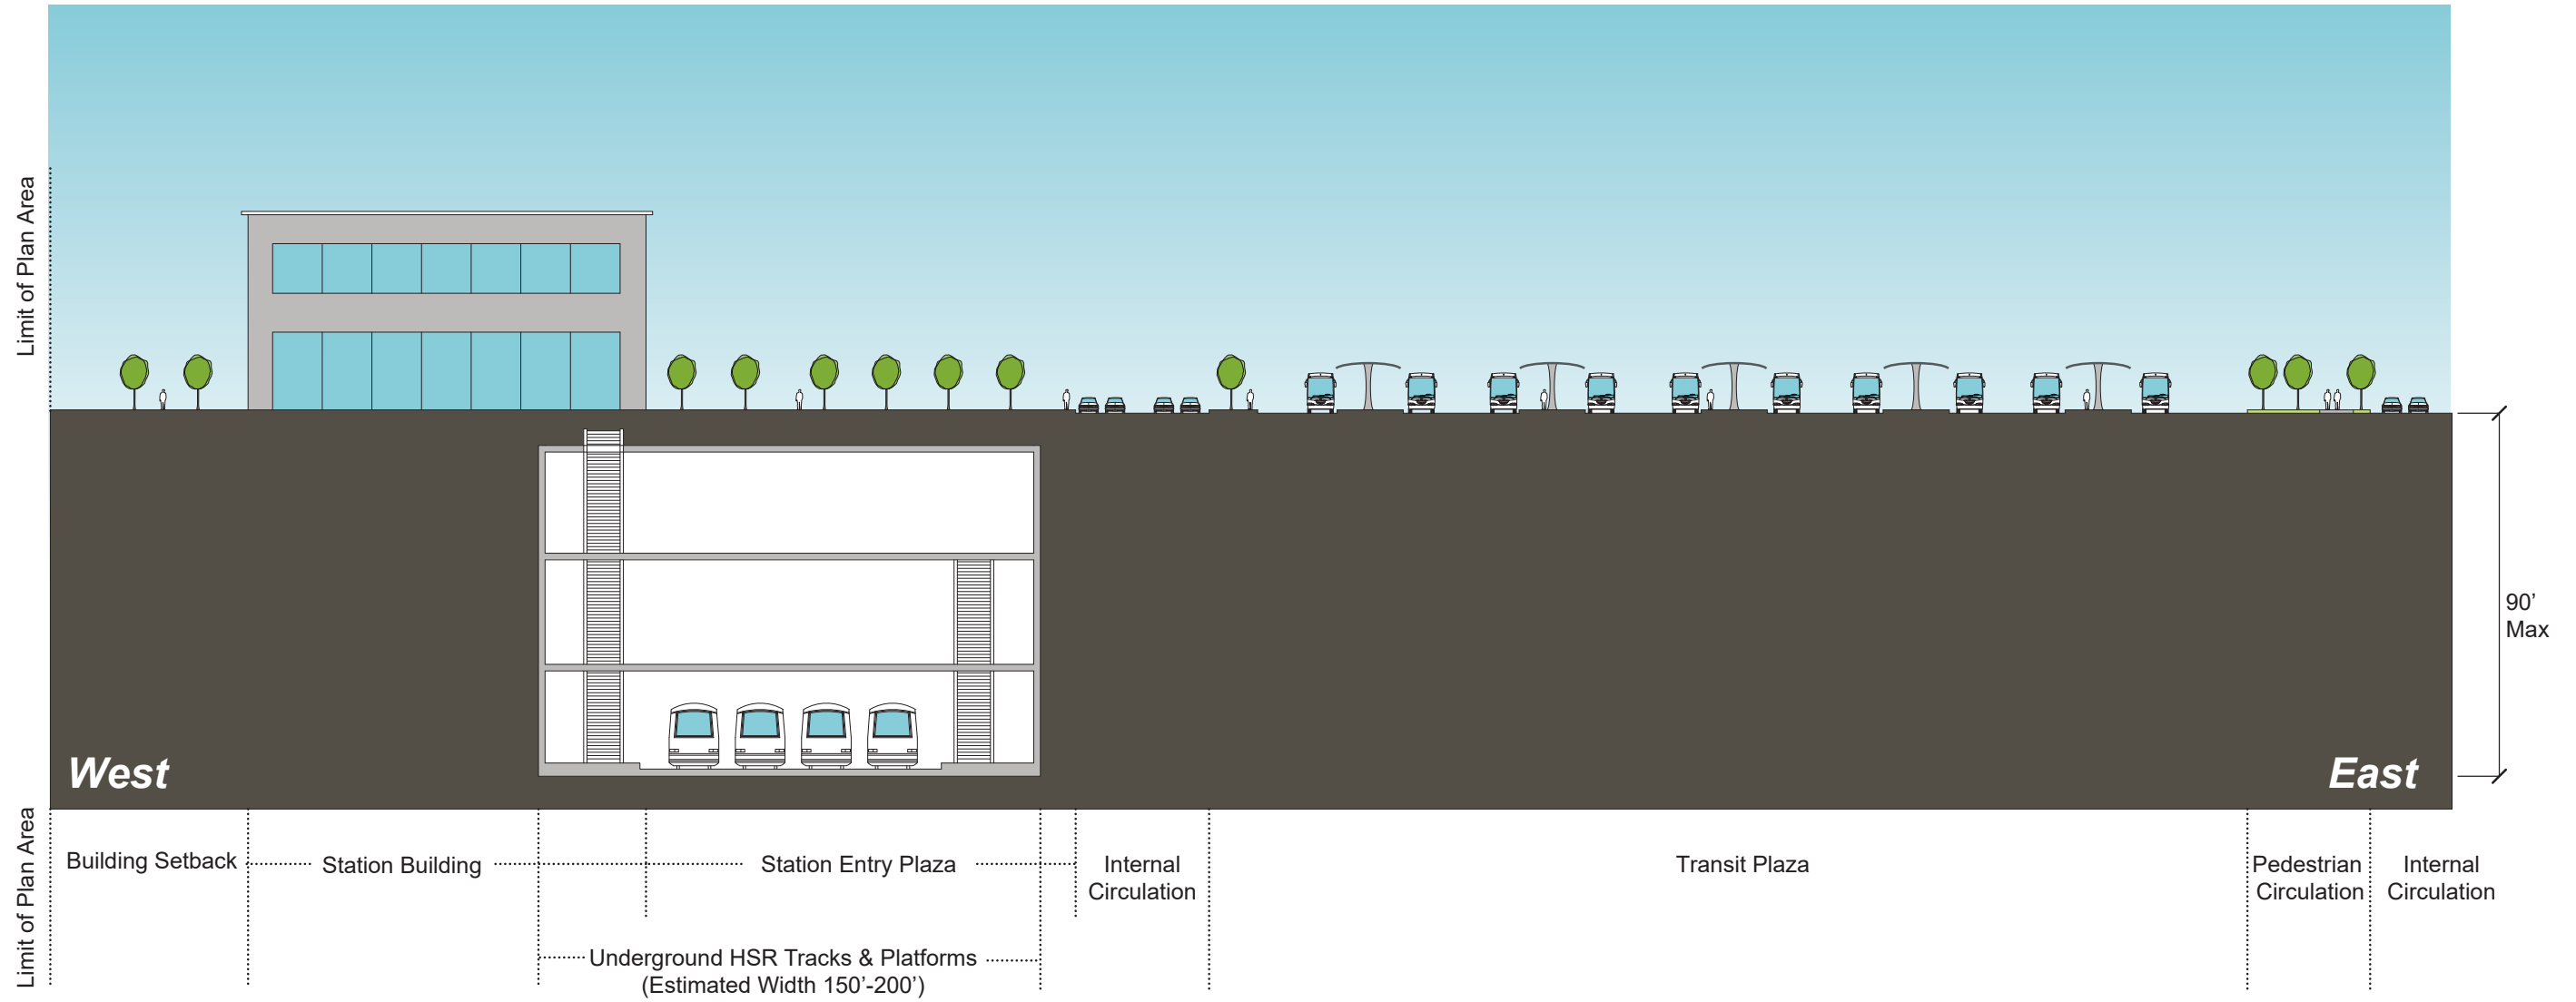 Limit of Plan Area
90’
Max
West
East
Limit of Plan Area
Building Setback
Station Building
Station Entry Plaza
Internal
Circulation
Transit Plaza
Pedestrian
Circulation
Internal
Circulation
Underground HSR Tracks & Platforms
(Estimated Width 150’-200’)